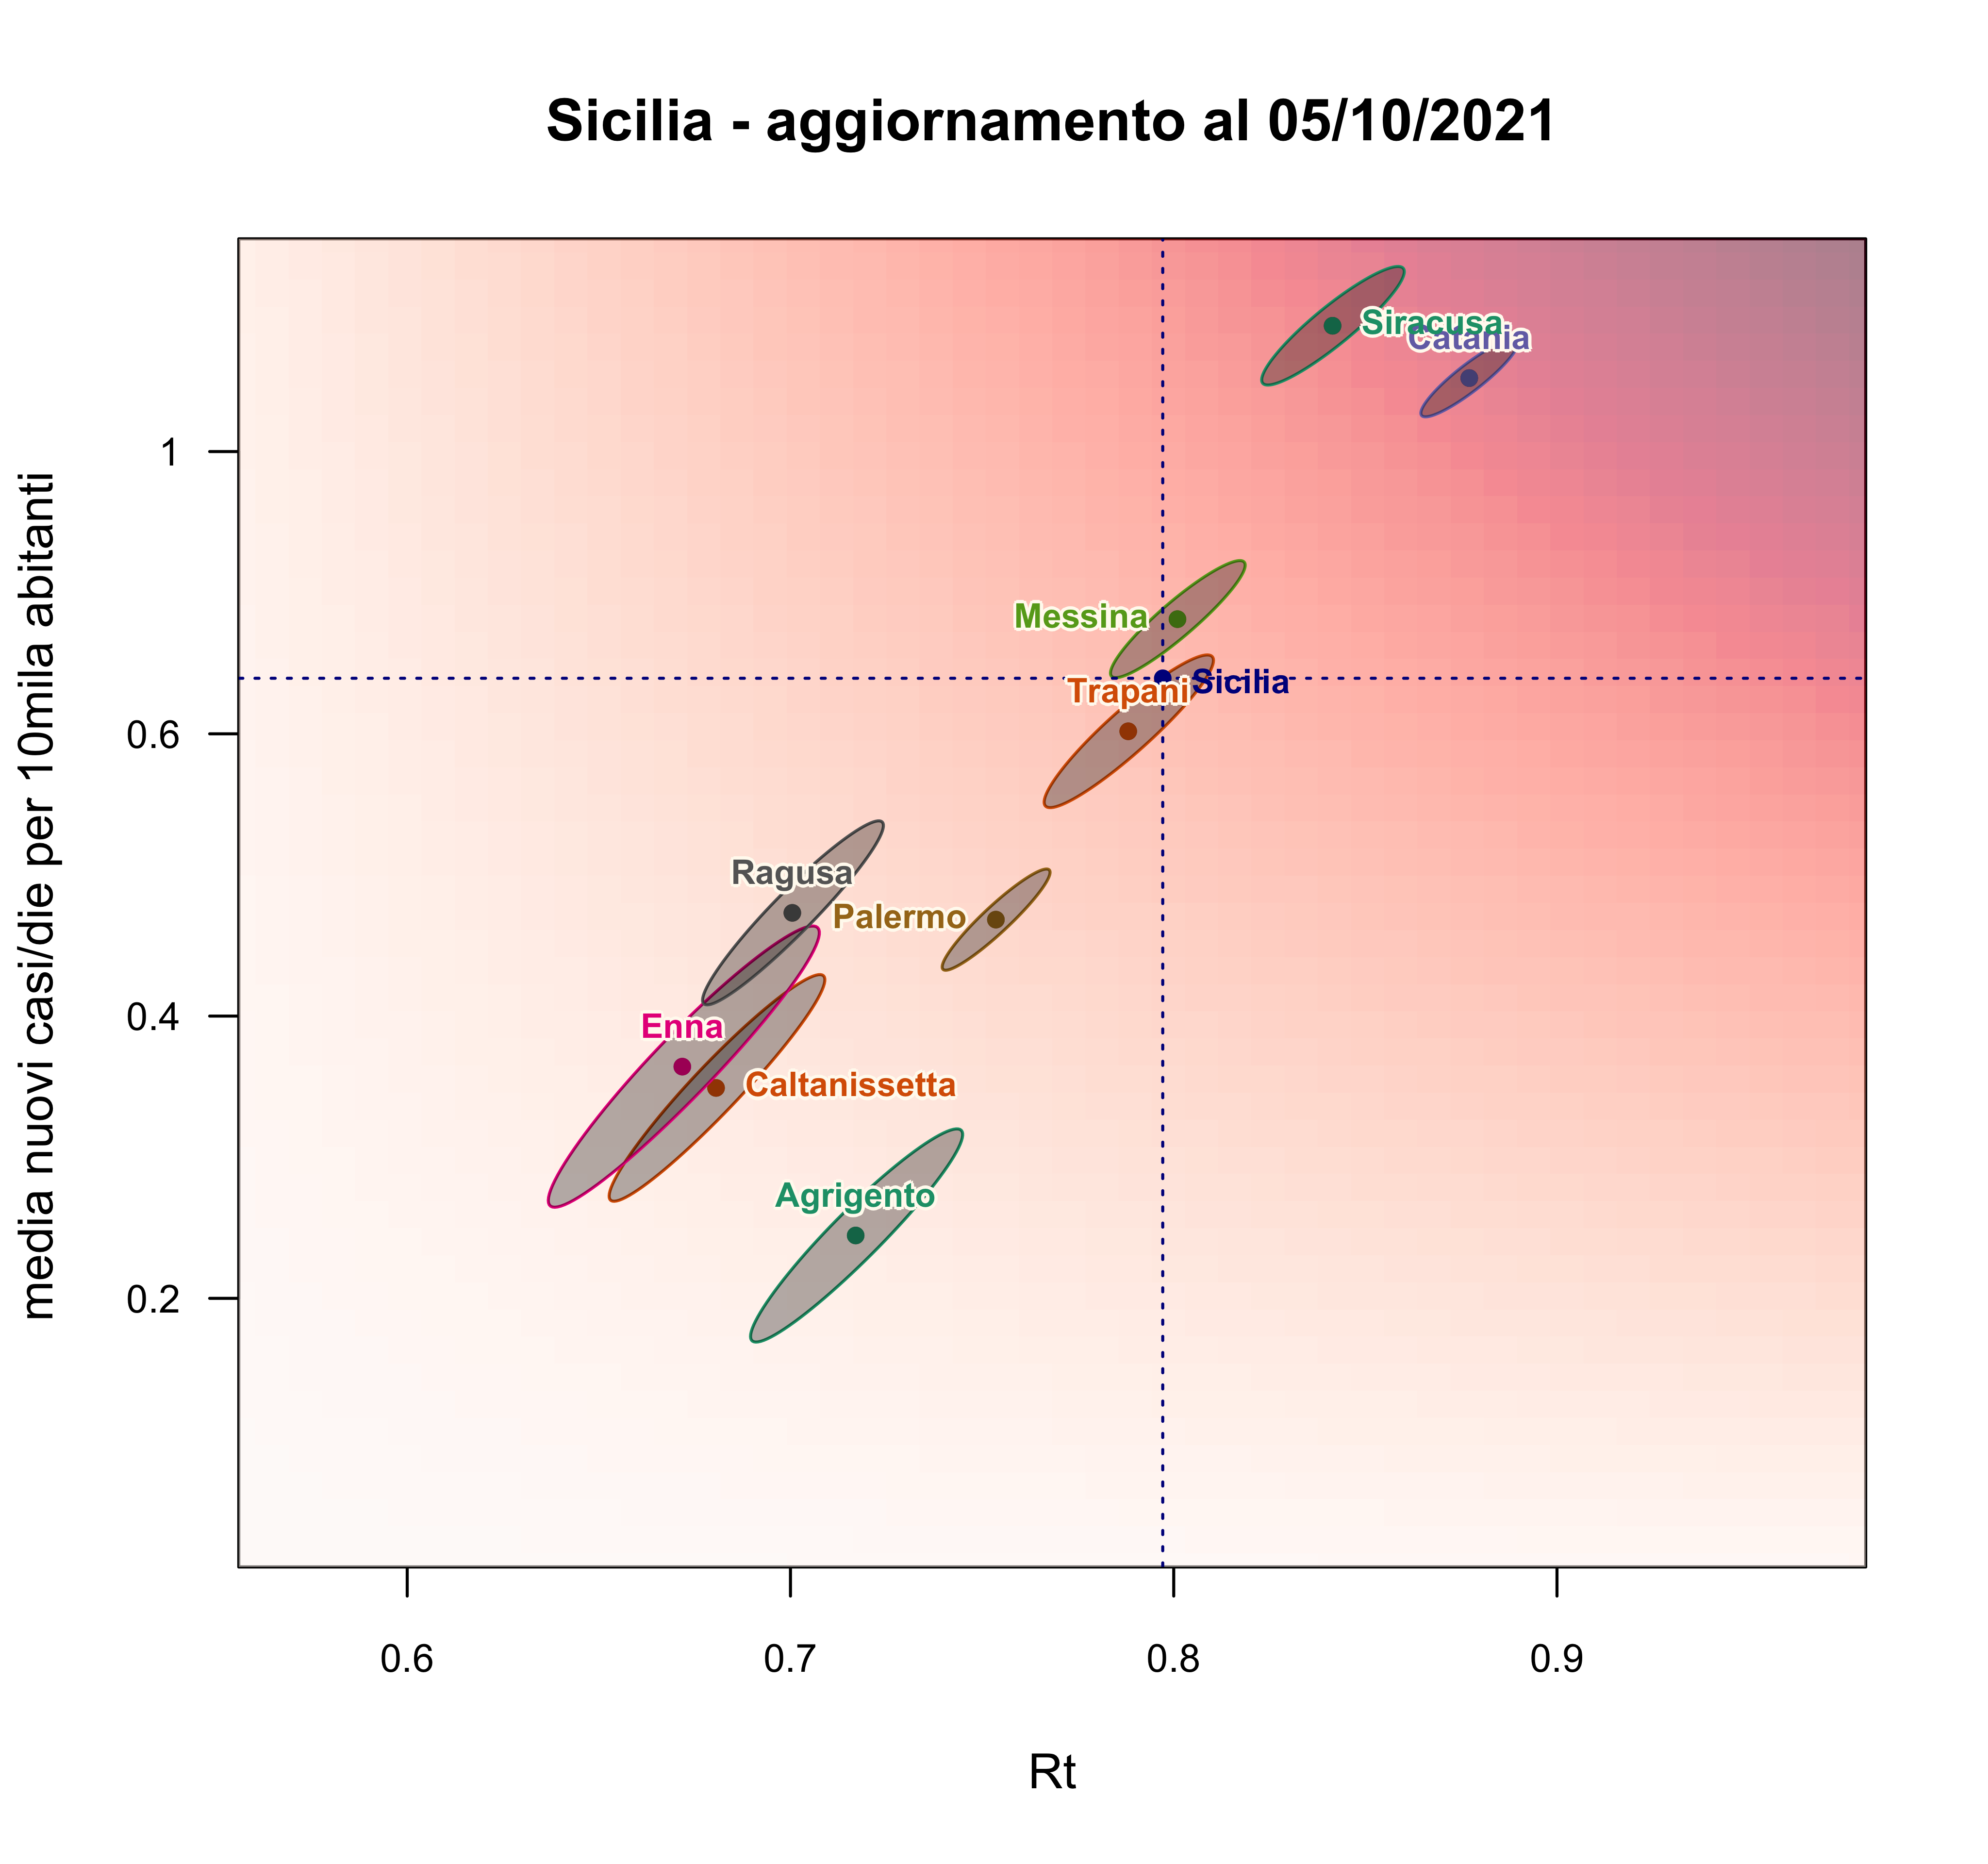 Sicilia - aggiornamento al 05/10/2021
media nuovi casi/die per 10mila abitanti
1
0.6
0.4
0.2
Siracusa
Catania
Messina
Sicilia
Trapani
Ragusa
Palermo
Enna
Caltanissetta
Agrigento
0.6 0.7 0.8 0.9
Rt